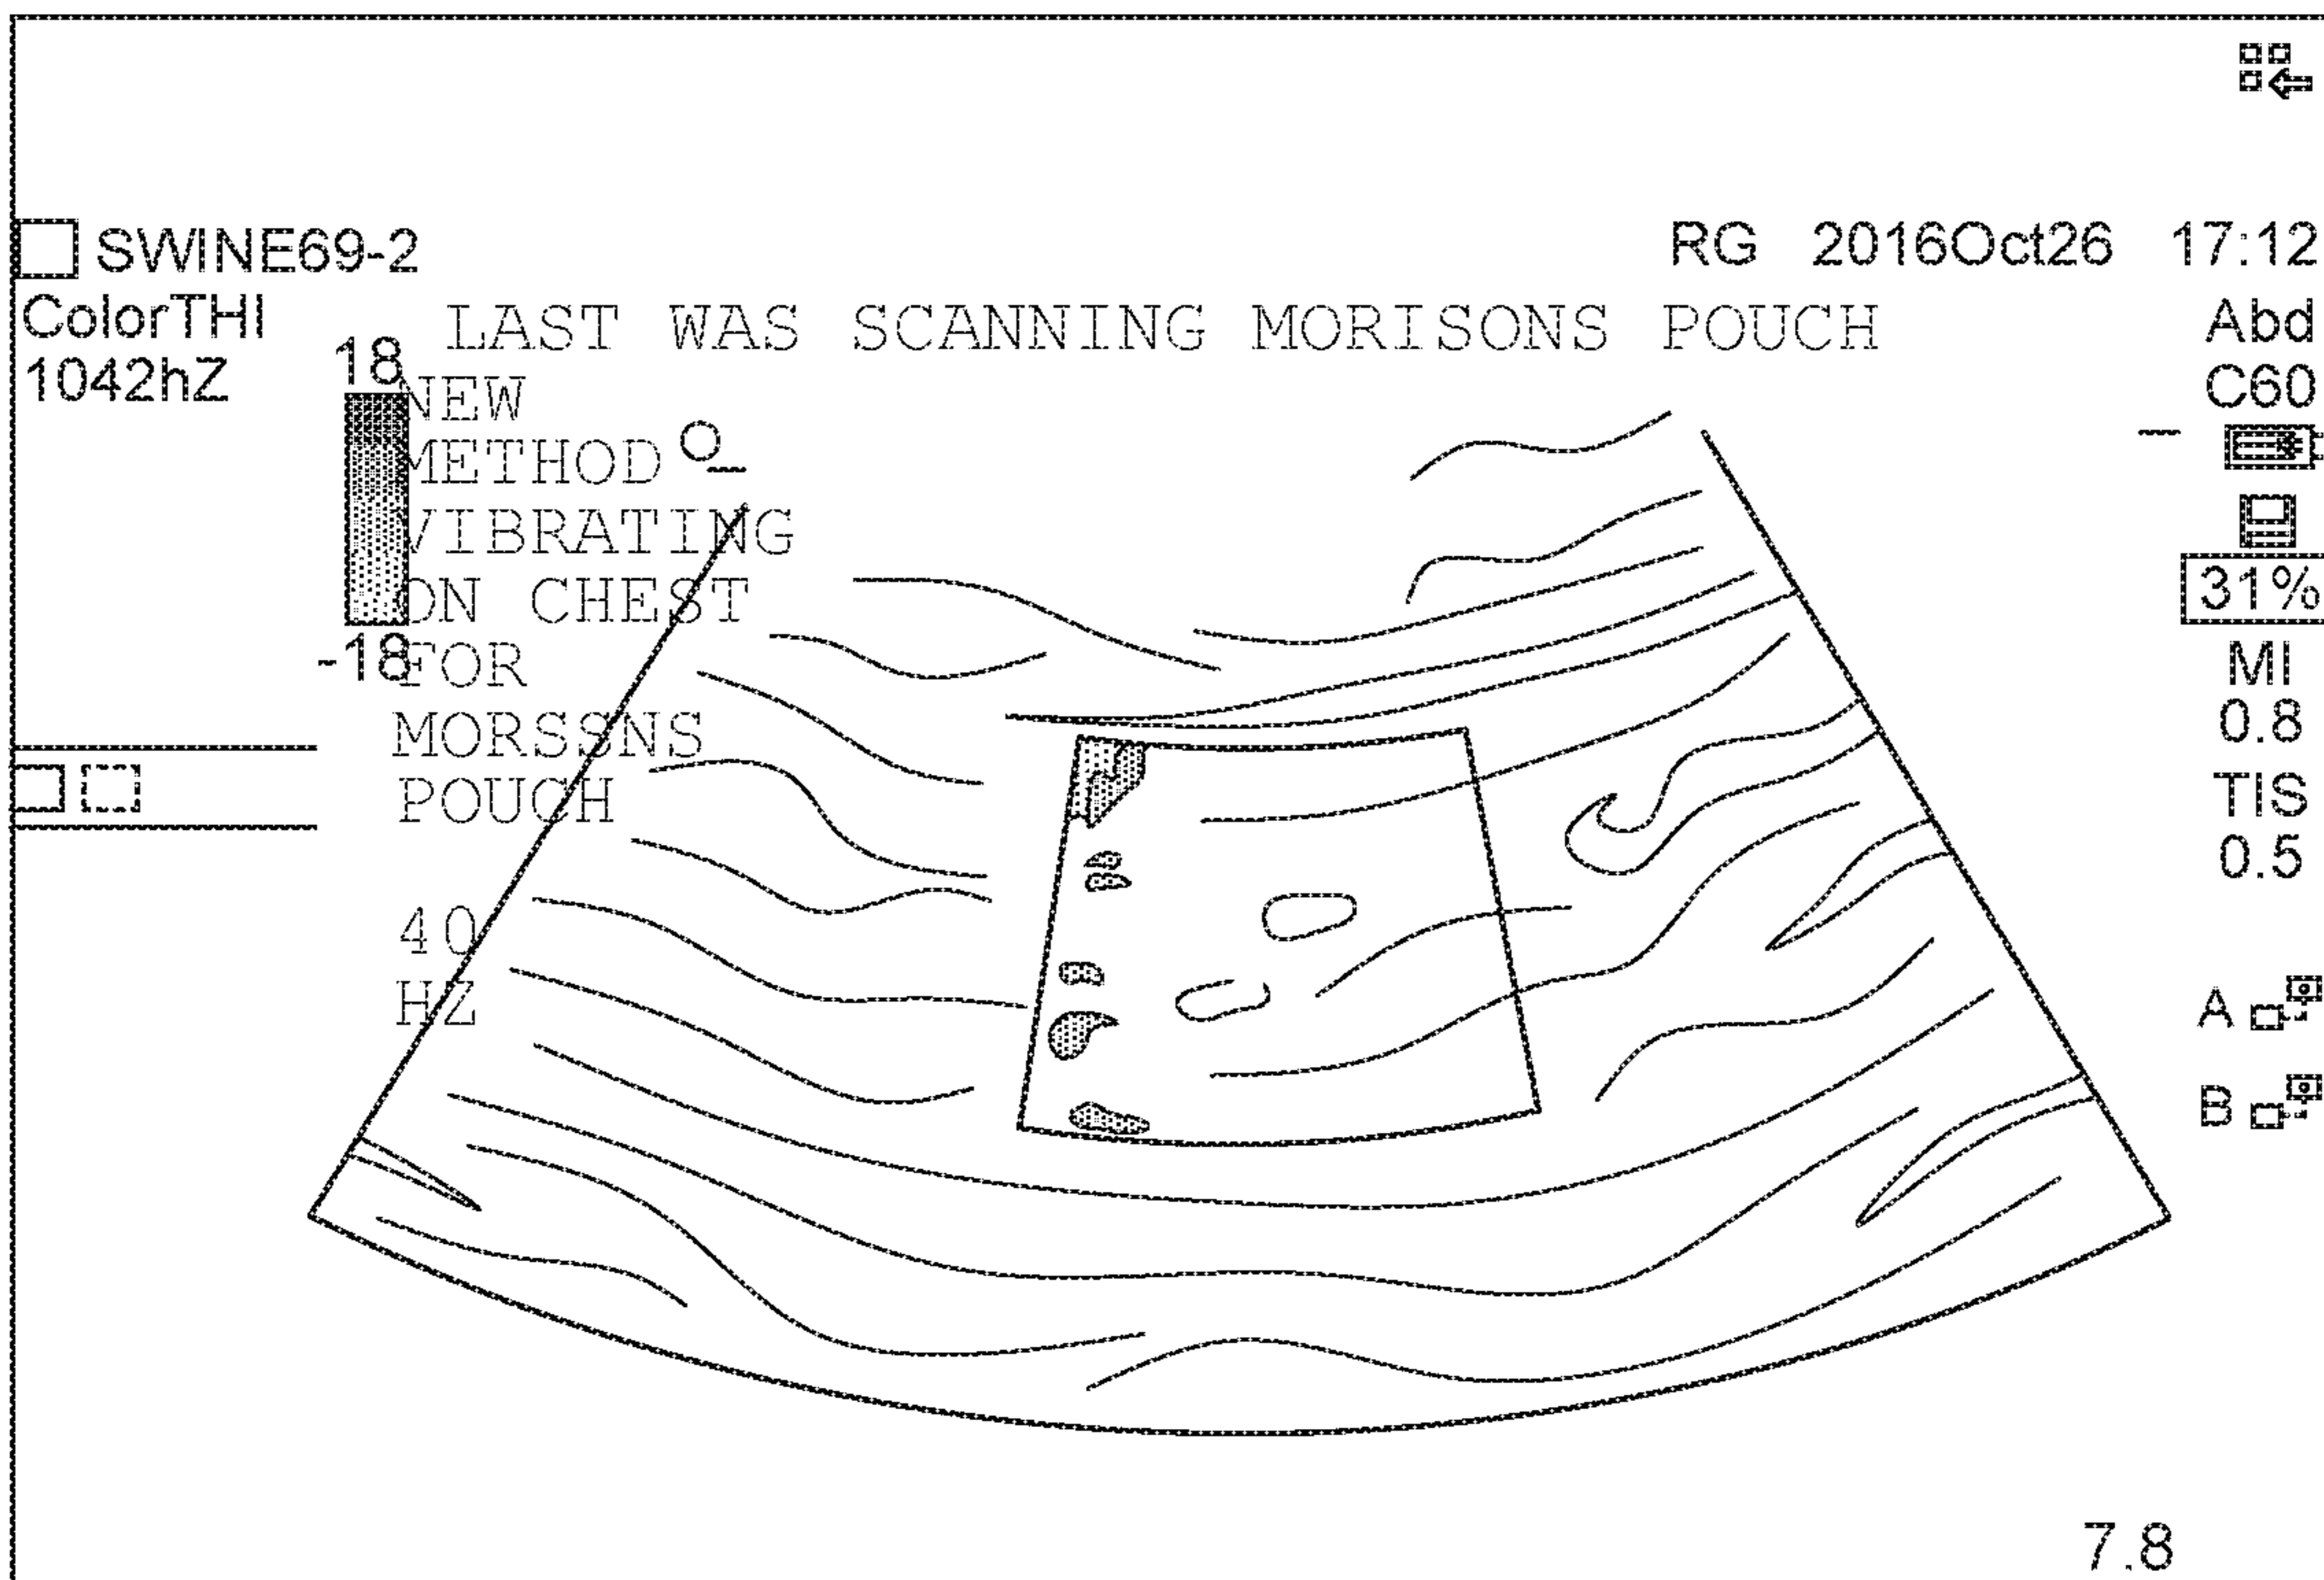 SWINE69-2 RG 2016Oct26 17:12
ColorTHI
1042hZ
LAST WAS SCANNING MORISONS POUCH
18
NEW
METHOD
VIBRATING
ON CHEST
FOR
-18
MORSSNS
POUCH
40
HZ
Abd
C60
31%
MI
0.8
TIS
0.5
A
B
7.8